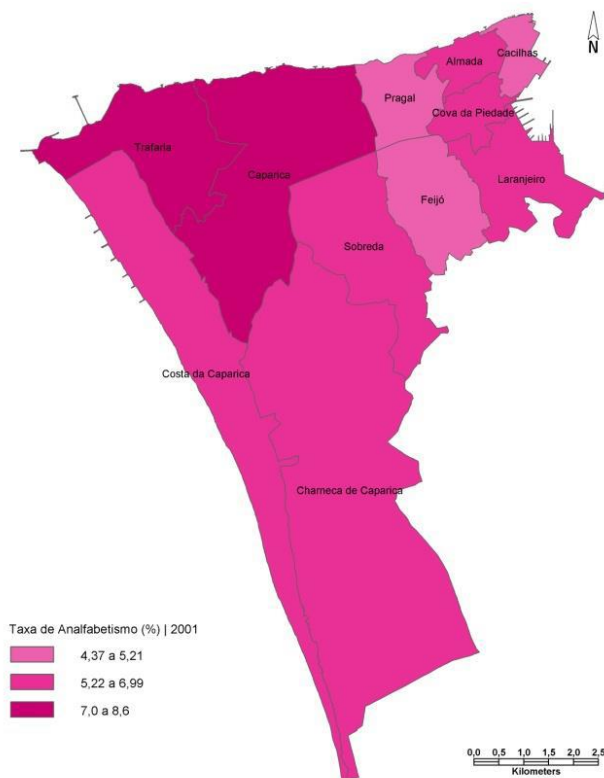 N
Cacilhas
Almada
Pragal
Cova da Piedade
Trafaria
Caparica
Laranjeiro
Feijó
Sobreda
Costa da Caparica
Charneca de Caparica
Taxa de Analfabetismo (%) | 2001
4,37 a 5,21
5,22 a 6,99
7,0 a 8,6
0,0 0,5 1,0 1,5 2,0 2,5
Kilometers